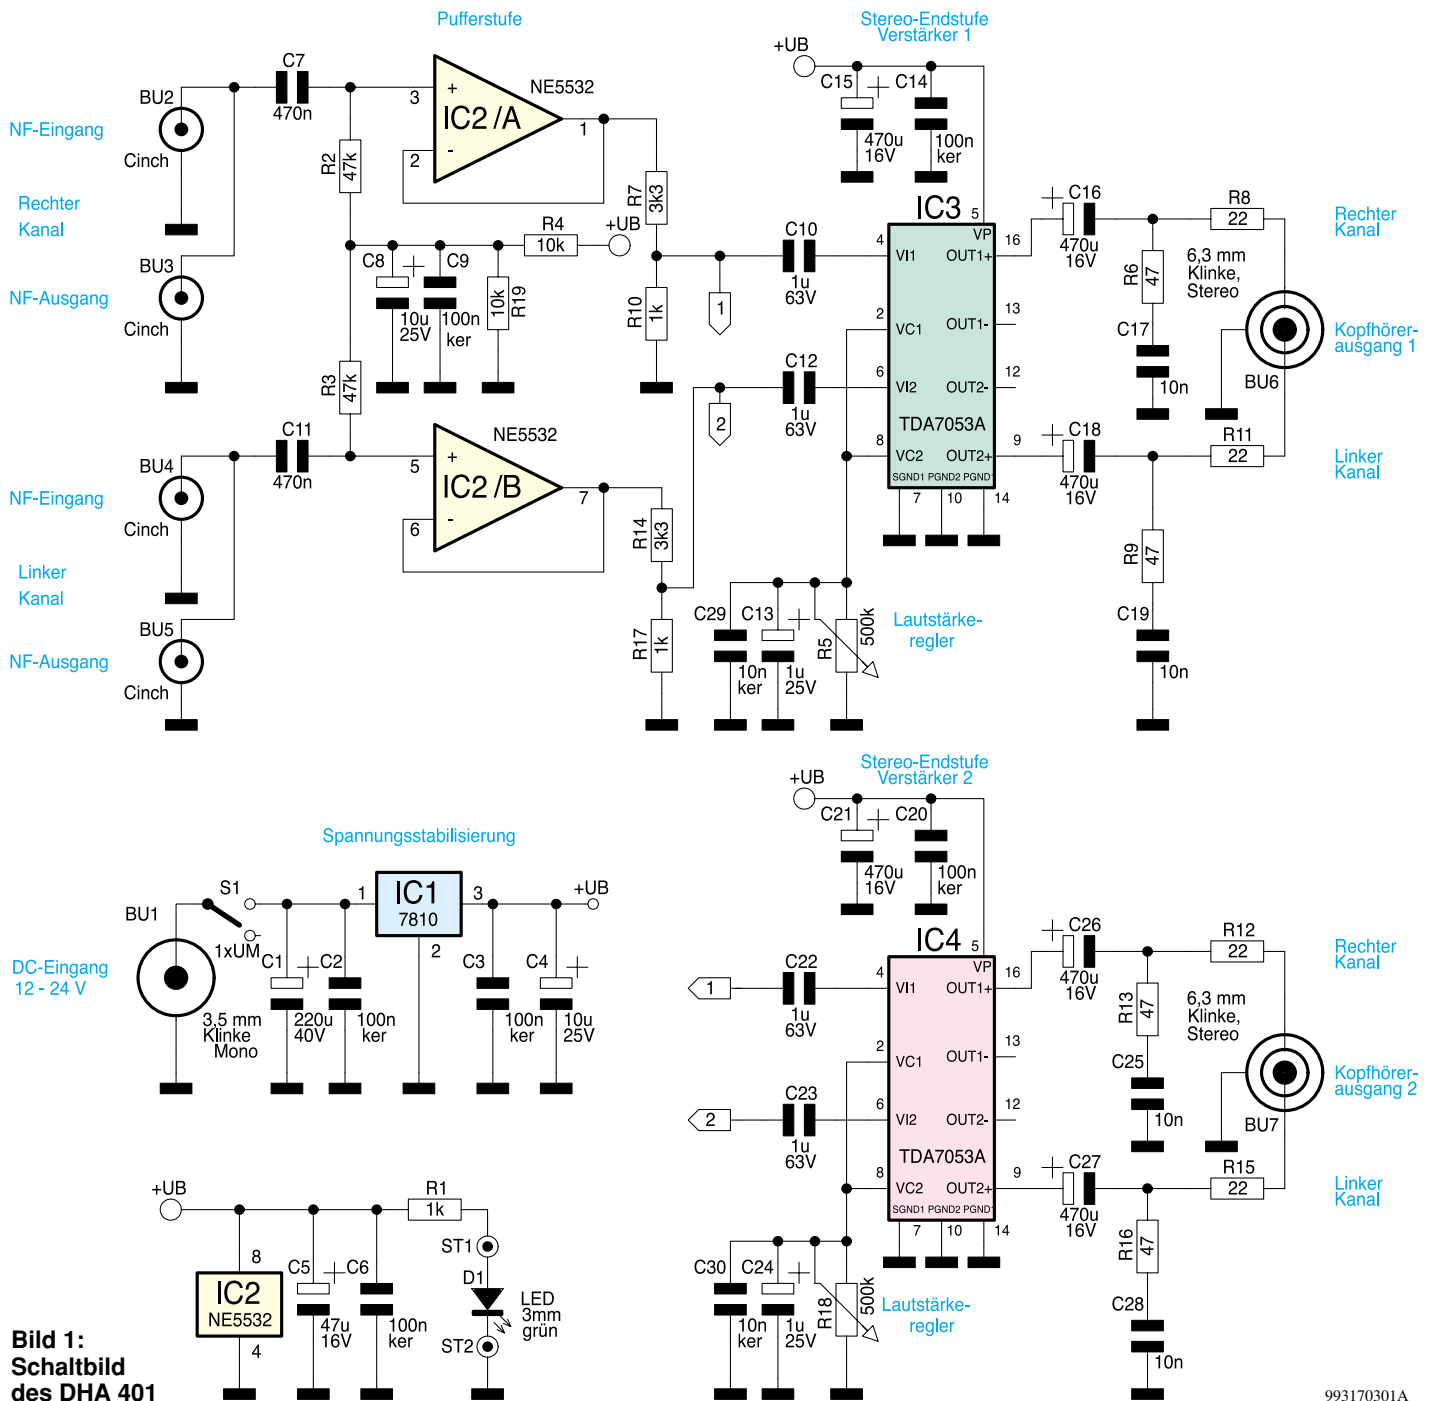 Pufferstufe
BU2
Cinch
NF-Eingang
Rechter
Kanal
BU3
Cinch
NF-Ausgang
C7
470n
R2
47k
3
+
IC2 /A
NE5532
2
-
1
R7
3k3
R4
10k
+UB
C8
+
10u
25V
C9
100n
ker
R19
10k
R10
1k
1
R3
47k
BU4
Cinch
NF-Eingang
Linker
Kanal
BU5
Cinch
NF-Ausgang
C11
470n
NE5532
5
+
IC2 /B
6
-
7
R14
3k3
R17
1k
2
Stereo-Endstufe
Verstärker 1
+UB
C15
+
470u
16V
C14
100n
ker
IC3
5
VP
C10
1u
63V
4
VI1
OUT1+
16
2
VC1
OUT1-
13
C12
1u
63V
6
VI2
OUT2-
12
TDA7053A
8
VC2
OUT2+
9
SGND1 PGND2 PGND1
7
10
14
C29
10n
ker
C13
+
1u
25V
R5
500k
Lautstärke-
regler
+
C16
470u
16V
R8
22
R6
47
C17
10n
6,3 mm
Klinke,
Stereo
BU6
Rechter
Kanal
Kopfhörer-
ausgang 1
+
C18
470u
16V
R11
22
R9
47
C19
10n
Linker
Kanal
Spannungsstabilisierung
BU1
DC-Eingang
12 - 24 V
3,5 mm
Klinke
Mono
S1
1xUM
C1
+
220u
40V
C2
100n
ker
1
IC1
7810
3
2
C3
100n
ker
C4
+
10u
25V
+UB
+UB
8
IC2
NE5532
4
C5
+
47u
16V
C6
100n
ker
R1
1k
ST1
D1
LED
3mm
grün
ST2
Stereo-Endstufe
Verstärker 2
+UB
C21
+
470u
16V
C20
100n
ker
IC4
5
VP
1
C22
1u
63V
4
VI1
OUT1+
16
2
VC1
OUT1-
13
2
C23
1u
63V
6
VI2
OUT2-
12
TDA7053A
8
VC2
OUT2+
9
SGND1 PGND2 PGND1
7
10
14
C30
10n
ker
C24
+
1u
25V
R18
500k
Lautstärke-
regler
+
C26
470u
16V
R12
22
R13
47
C25
10n
6,3 mm
Klinke,
Stereo
BU7
Rechter
Kanal
Kopfhörer-
ausgang 2
+
C27
470u
16V
R15
22
R16
47
C28
10n
Linker
Kanal
Bild 1:
Schaltbild
des DHA 401
993170301A